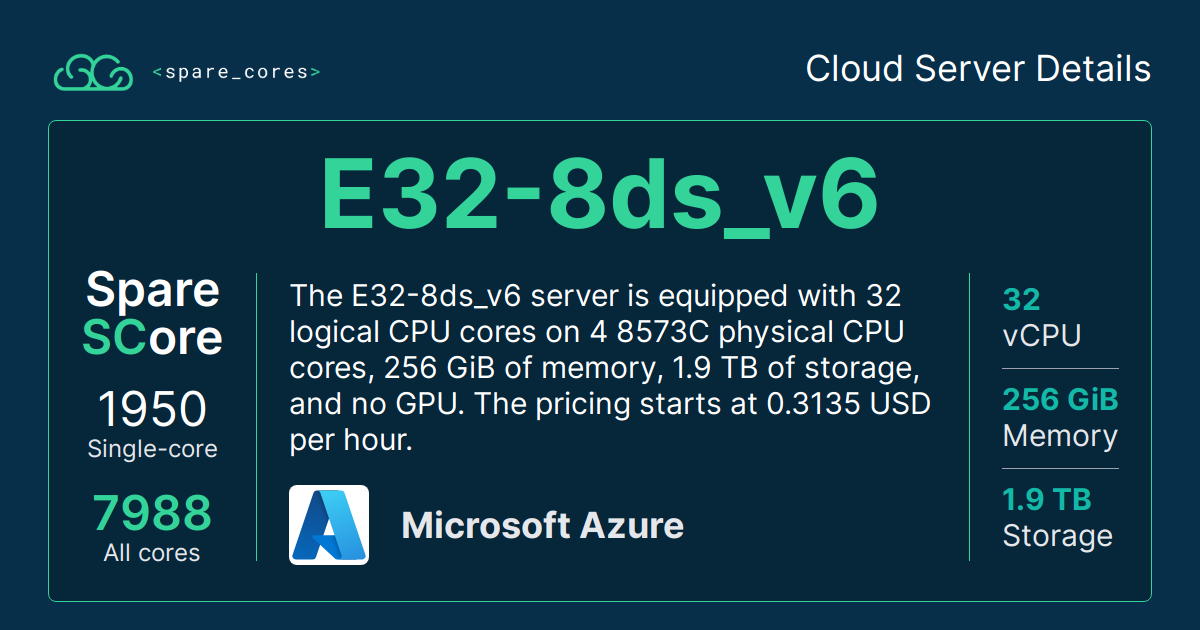 <spare_cores>
Cloud Server Details
E32-8ds_v6
Spare
SCore
1950
Single-core
7988
All cores
The E32-8ds_v6 server is equipped with 32
logical CPU cores on 4 8573C physical CPU
cores, 256 GiB of memory, 1.9 TB of storage,
and no GPU. The pricing starts at 0.3135 USD
per hour.
Microsoft Azure
32
vCPU
256 GiB
Memory
1.9 TB
Storage